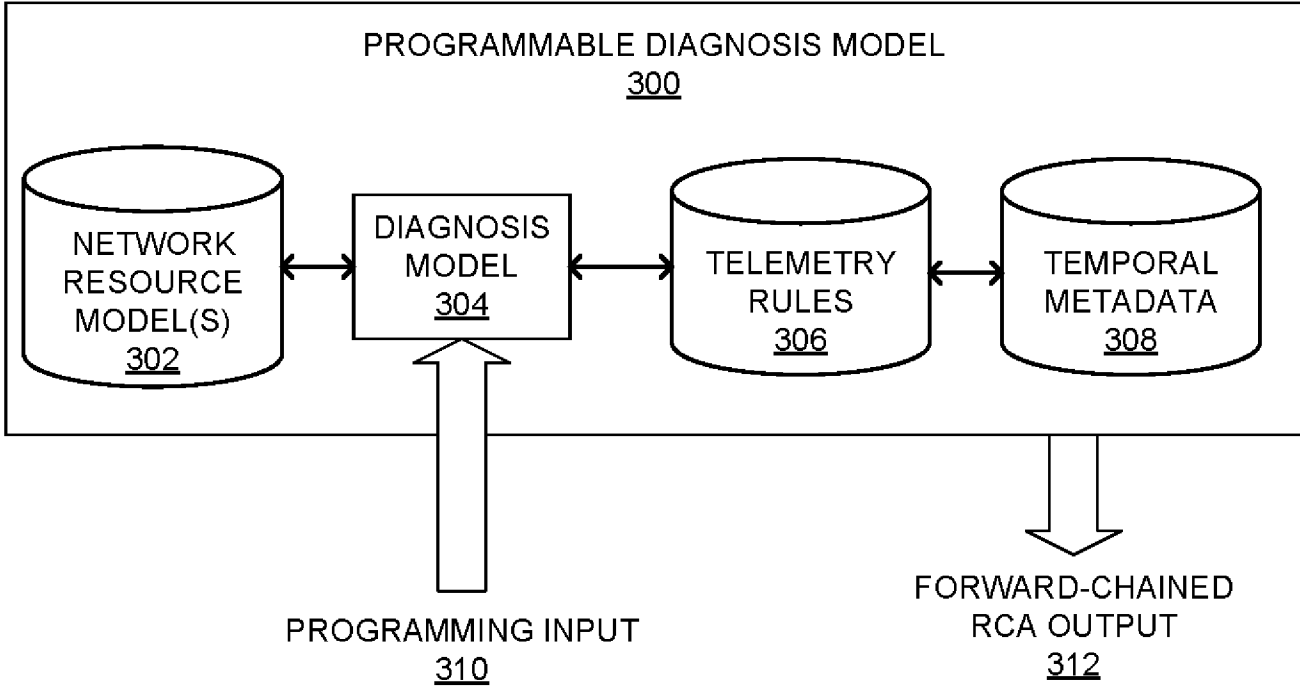 PROGRAMMABLE DIAGNOSIS MODEL
300
NETWORK
RESOURCE
MODEL(S)
302
DIAGNOSIS
MODEL
304
TELEMETRY
RULES
306
TEMPORAL
METADATA
308
PROGRAMMING INPUT
310
FORWARD-CHAINED
RCA OUTPUT
312